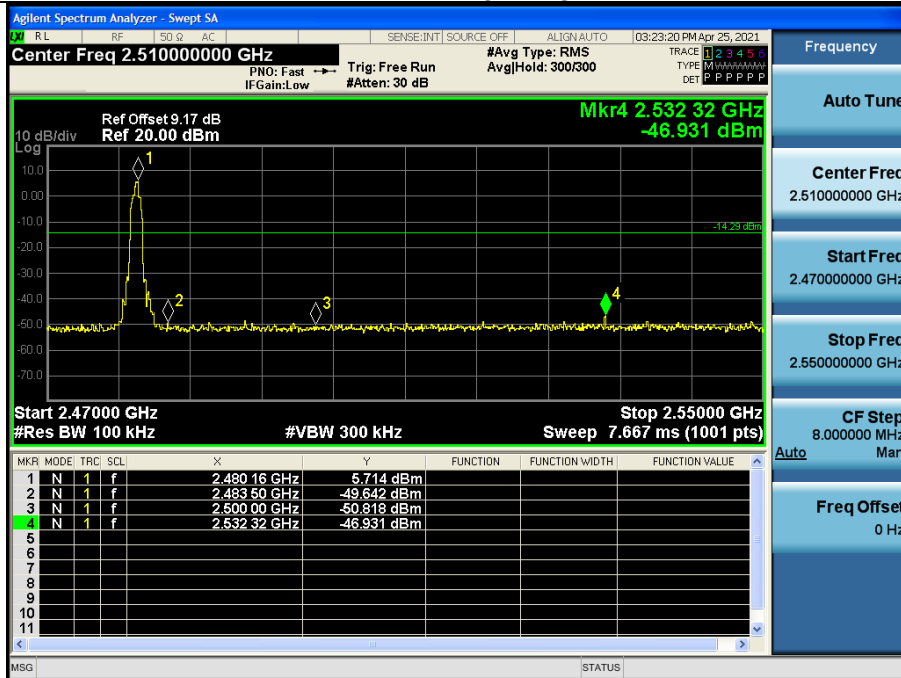 Agilent Spectrum Analyzer - Swept SA
LXI RL RF 50 Ω AC SENSE:INT SOURCE OFF ALIGN AUTO 03:23:20 PM Apr 25, 2021
Center Freq 2.510000000 GHz #Avg Type: RMS TRACE 1 2 3 4 5 6
PNO: Fast Trig: Free Run Avg|Hold: 300/300 TYPE M
IFGain:Low #Atten: 30 dB DET P P P P P P
Mkr4 2.532 32 GHz
-46.931 dBm
Ref Offset 9.17 dB
10 dB/div Ref 20.00 dBm
Log
10.0
0.00
-10.0
-20.0
-30.0
-40.0
-50.0
-60.0
-70.0
1
2
3
4
-14.29 dBm
Start 2.47000 GHz Stop 2.55000 GHz
#Res BW 100 kHz #VBW 300 kHz Sweep 7.667 ms (1001 pts)
MKR MODE TRC SCL X Y FUNCTION FUNCTION WIDTH FUNCTION VALUE
1 N 1 f 2.480 16 GHz 5.714 dBm
2 N 1 f 2.483 50 GHz -49.642 dBm
3 N 1 f 2.500 00 GHz -50.818 dBm
4 N 1 f 2.532 32 GHz -46.931 dBm
5
6
7
8
9
10
11
MSG STATUS
Frequency
Auto Tune
Center Freq
2.510000000 GHz
Start Freq
2.470000000 GHz
Stop Freq
2.550000000 GHz
CF Step
8.000000 MHz
Auto Man
Freq Offset
0 Hz